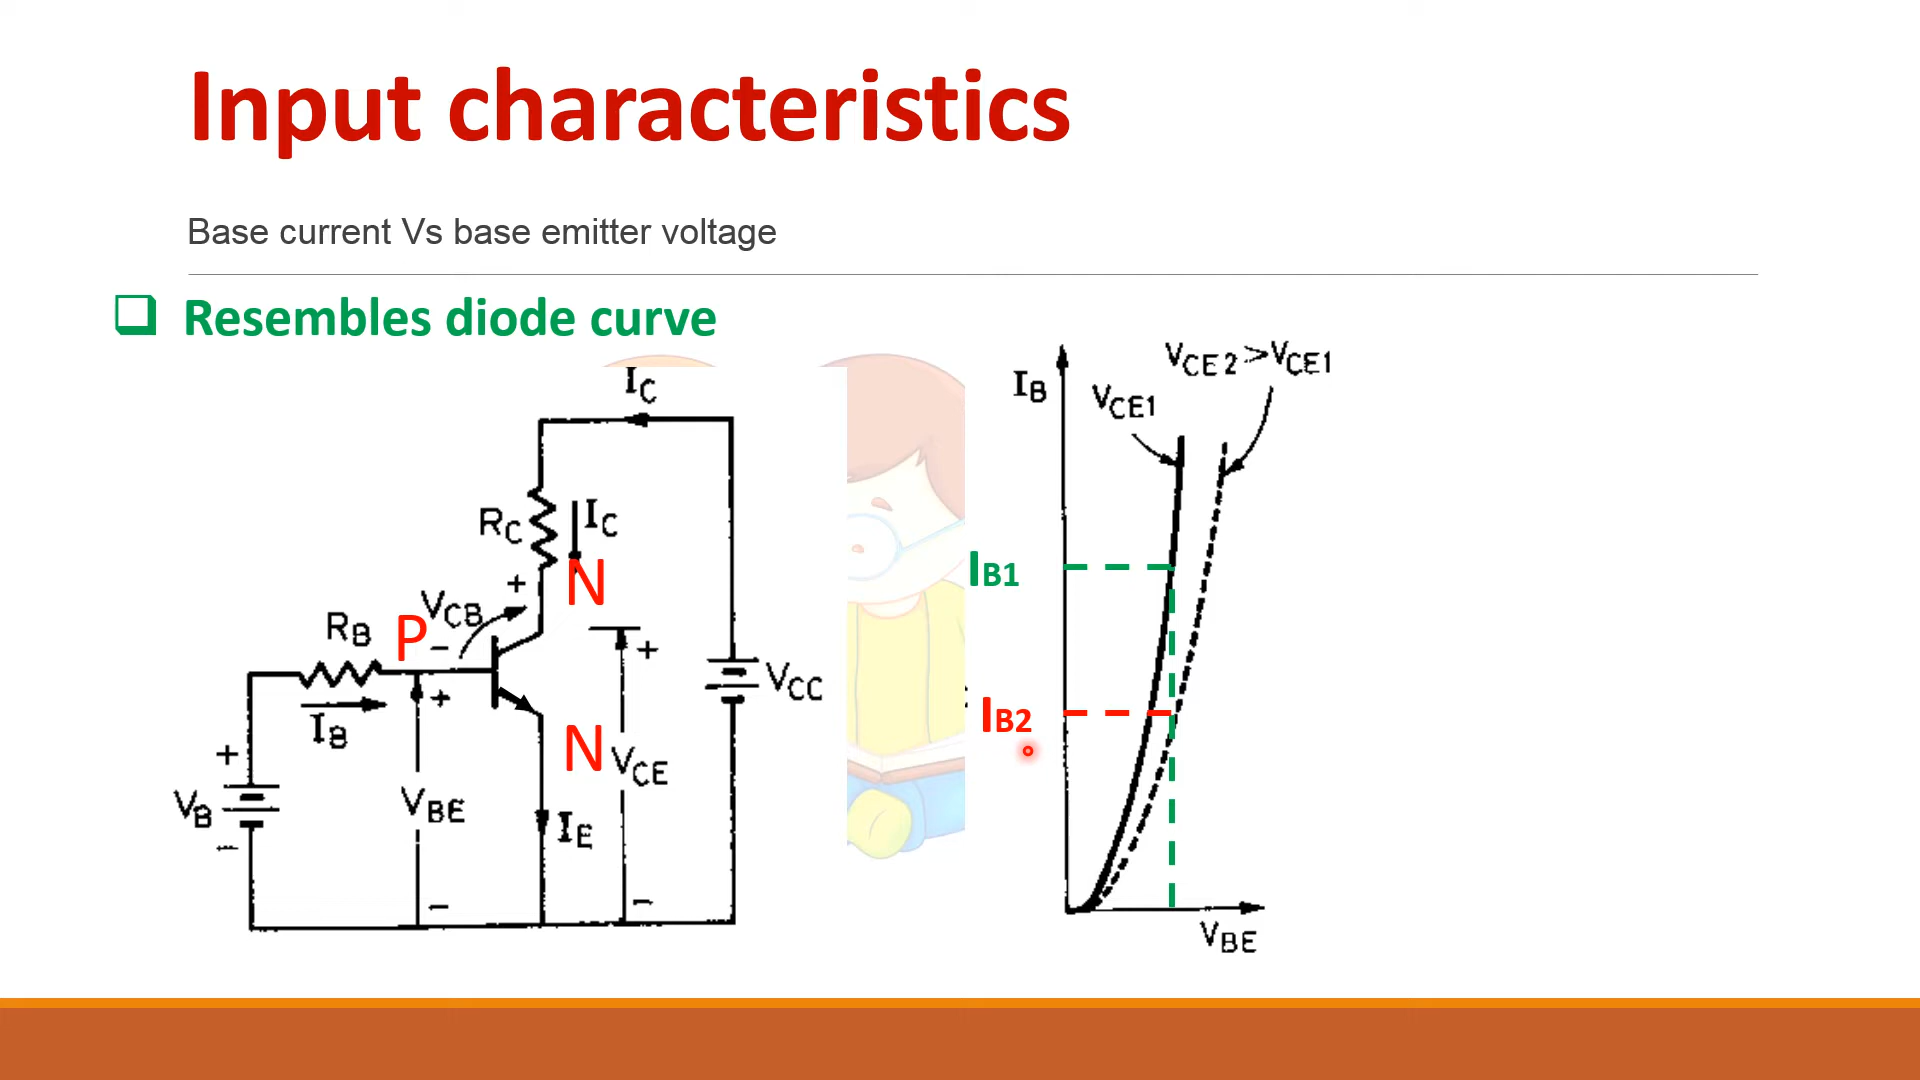 Input characteristics
Base current Vs base emitter voltage
❑ Resembles diode curve
IC
RC
IC
N
+
VCB
P
−
RB
IB
+
+
VB
−
VBE
−
N
VCE
+
−
IE
VCC
IB
VCE1
VCE2>VCE1
IB1
IB2
VBE